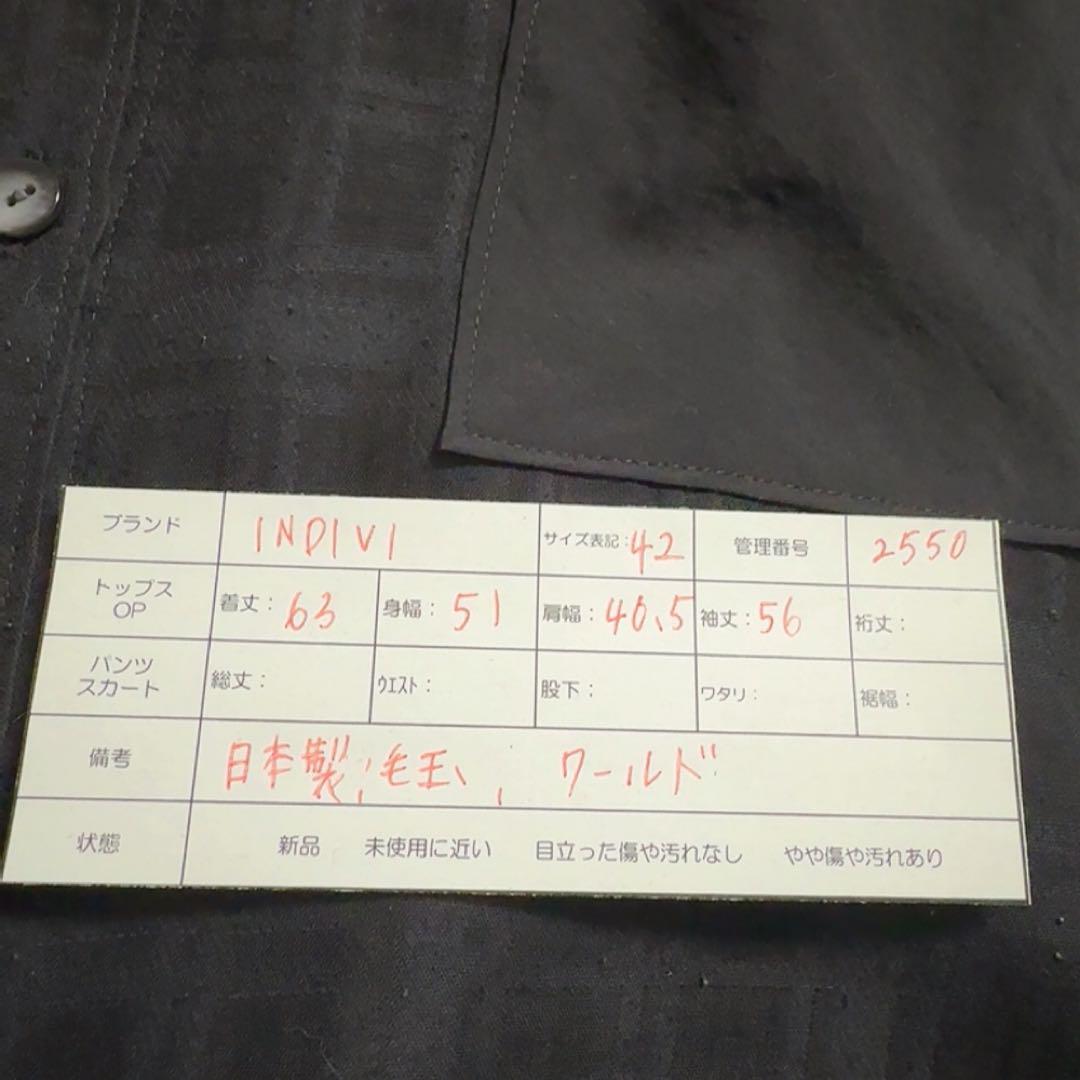 ブランド INDIVI サイズ表記:42 管理番号 2550
トップス OP 着丈:63 身幅:51 肩幅:40.5 袖丈:56 裄丈:
パンツ スカート 総丈: ウエスト: 股下: ワタリ: 裾幅:
備考 日本製、毛玉、、ワールド
状態 新品 未使用に近い 目立った傷や汚れなし やや傷や汚れあり